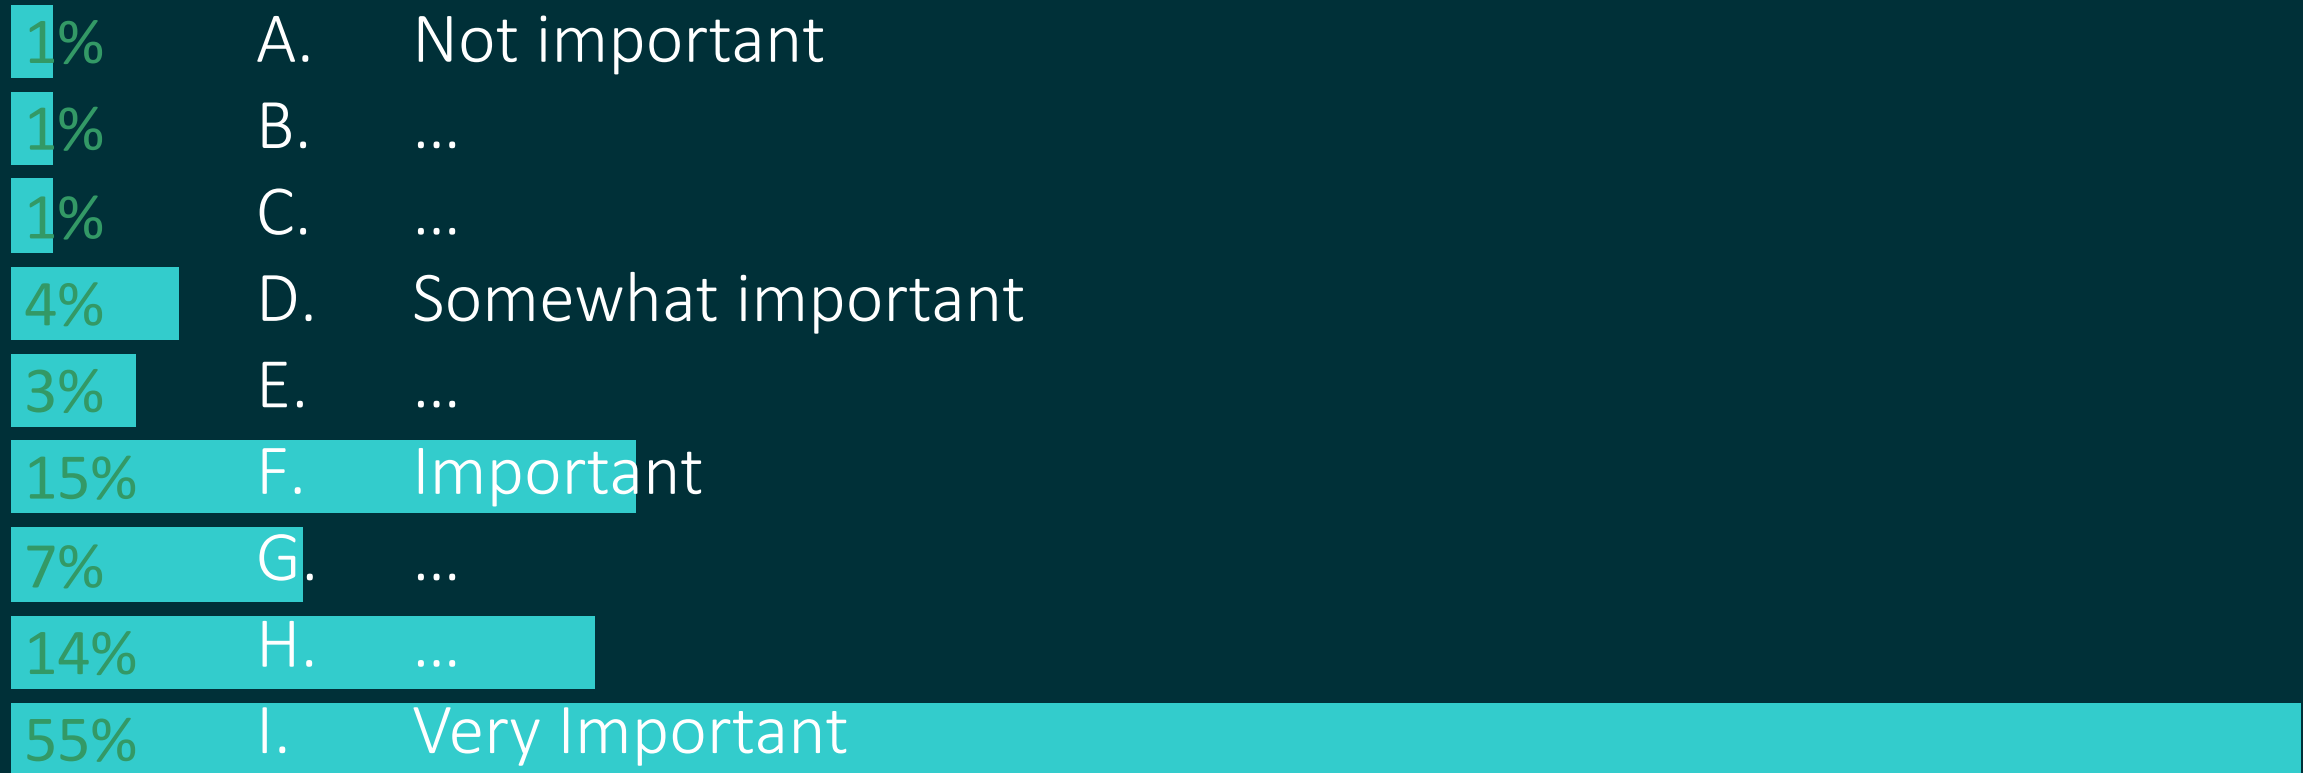 1% A. Not important
1% B. ...
1% C. ...
4% D. Somewhat important
3% E. ...
15% F. Important
7% G. ...
14% H. ...
55% I. Very Important